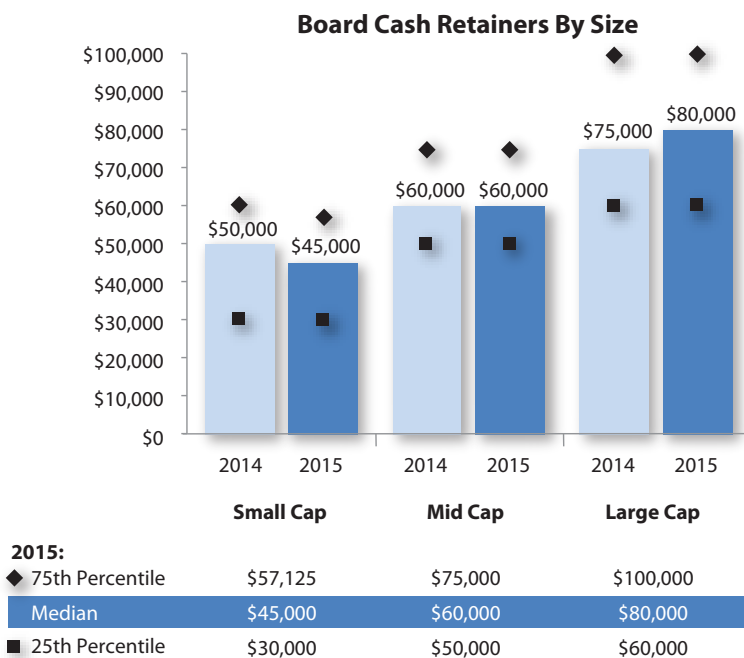 Board Cash Retainers By Size
$100,000
$90,000
$80,000
$70,000
$60,000
$50,000
$40,000
$30,000
$20,000
$10,000
$0
$50,000
$45,000
$60,000 $60,000
$75,000
$80,000
2014 2015 2014 2015 2014 2015
Small Cap Mid Cap Large Cap
2015:
75th Percentile $57,125 $75,000 $100,000
Median $45,000 $60,000 $80,000
25th Percentile $30,000 $50,000 $60,000